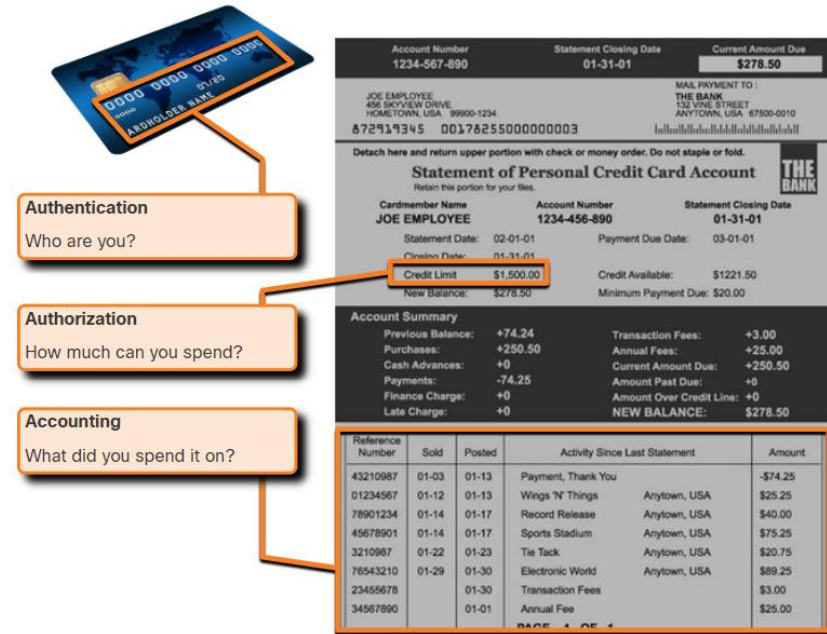 0000 0000 0000 0000
0000
01/80
ARDHOLDER NAME
Authentication
Who are you?
Authorization
How much can you spend?
Accounting
What did you spend it on?
Account Number Statement Closing Date Current Amount Due
1234-567-890 01-31-01 $278.50
JOE EMPLOYEE
456 SKYVIEW DRIVE
HOMETOWN, USA 99900-1234
MAIL PAYMENT TO :
THE BANK
132 VINE STREET
ANYTOWN, USA 67500-0010
872919345 00178255000000003
Detach here and return upper portion with check or money order. Do not staple or fold.
Statement of Personal Credit Card Account
Retain this portion for your files.
THE
BANK
Cardmember Name Account Number Statement Closing Date
JOE EMPLOYEE 1234-456-890 01-31-01
Statement Date: 02-01-01 Payment Due Date: 03-01-01
Closing Date: 01-31-01
Credit Limit $1,500.00 Credit Available: $1221.50
New Balance: $278.50 Minimum Payment Due: $20.00
Account Summary
Previous Balance: +74.24 Transaction Fees: +3.00
Purchases: +250.50 Annual Fees: +25.00
Cash Advances: +0 Current Amount Due: +250.50
Payments: -74.25 Amount Past Due: +0
Finance Charge: +0 Amount Over Credit Line: +0
Late Charge: +0 NEW BALANCE: $278.50
Reference
Number Sold Posted Activity Since Last Statement Amount
43210987 01-03 01-13 Payment, Thank You -$74.25
01234567 01-12 01-13 Wings 'N' Things Anytown, USA $25.25
78901234 01-14 01-17 Record Release Anytown, USA $40.00
45678901 01-14 01-17 Sports Stadium Anytown, USA $75.25
3210987 01-22 01-23 Tie Tack Anytown, USA $20.75
76543210 01-29 01-30 Electronic World Anytown, USA $89.25
23455678 01-30 Transaction Fees $3.00
34567890 01-01 Annual Fee $25.00
PAGE 1 OF 1